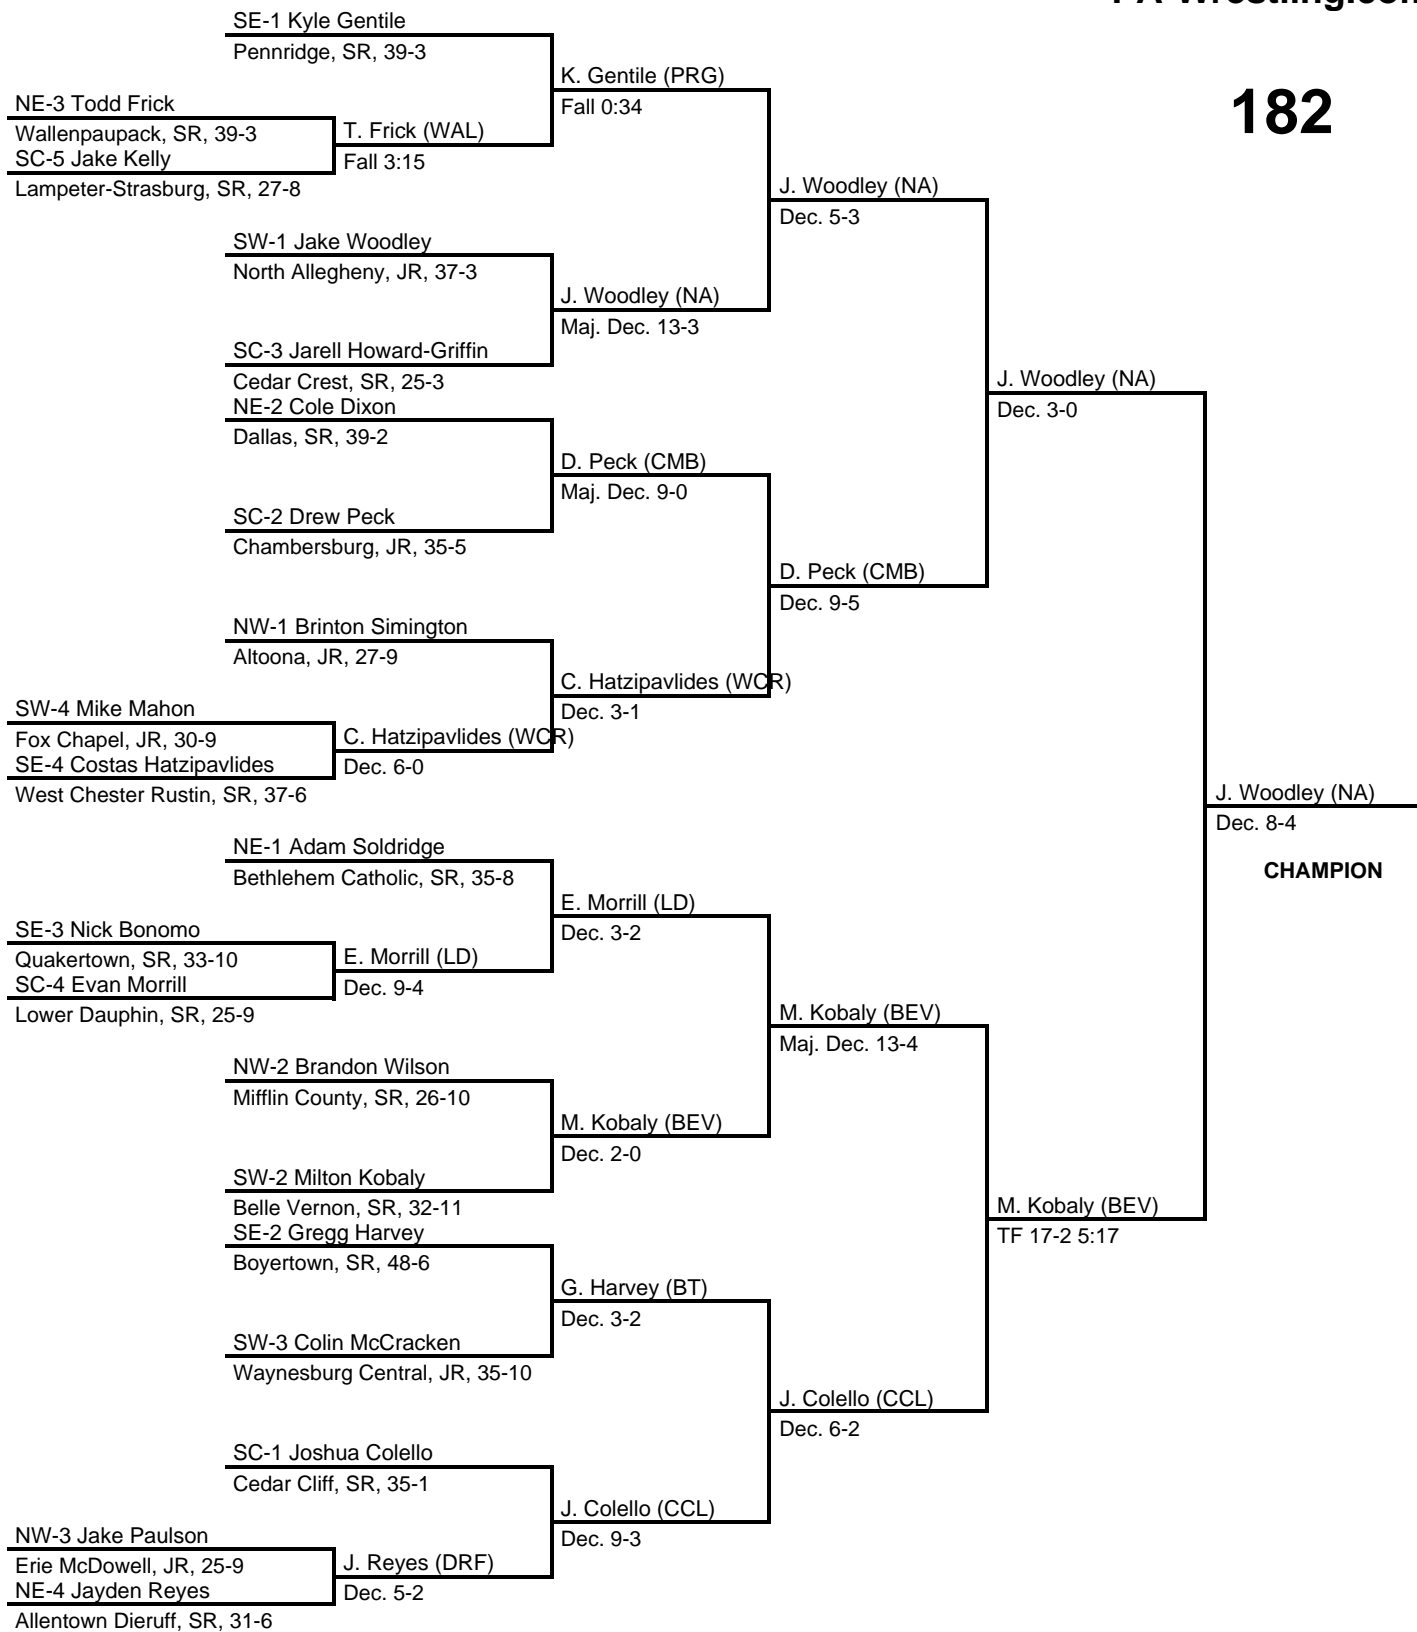 SE-1 Kyle Gentile
Pennridge, SR, 39-3
K. Gentile (PRG)
Fall 0:34
182
NE-3 Todd Frick
Wallenpaupack, SR, 39-3
T. Frick (WAL)
Fall 3:15
SC-5 Jake Kelly
Lampeter-Strasburg, SR, 27-8
J. Woodley (NA)
Dec. 5-3
SW-1 Jake Woodley
North Allegheny, JR, 37-3
J. Woodley (NA)
Maj. Dec. 13-3
SC-3 Jarell Howard-Griffin
Cedar Crest, SR, 25-3
J. Woodley (NA)
Dec. 3-0
NE-2 Cole Dixon
Dallas, SR, 39-2
D. Peck (CMB)
Maj. Dec. 9-0
SC-2 Drew Peck
Chambersburg, JR, 35-5
D. Peck (CMB)
Dec. 9-5
NW-1 Brinton Simington
Altoona, JR, 27-9
C. Hatzipavlides (WCR)
Dec. 3-1
SW-4 Mike Mahon
Fox Chapel, JR, 30-9
C. Hatzipavlides (WCR)
Dec. 6-0
SE-4 Costas Hatzipavlides
West Chester Rustin, SR, 37-6
J. Woodley (NA)
Dec. 8-4
CHAMPION
NE-1 Adam Soldridge
Bethlehem Catholic, SR, 35-8
E. Morrill (LD)
Dec. 3-2
SE-3 Nick Bonomo
Quakertown, SR, 33-10
E. Morrill (LD)
Dec. 9-4
SC-4 Evan Morrill
Lower Dauphin, SR, 25-9
M. Kobaly (BEV)
Maj. Dec. 13-4
NW-2 Brandon Wilson
Mifflin County, SR, 26-10
M. Kobaly (BEV)
Dec. 2-0
SW-2 Milton Kobaly
Belle Vernon, SR, 32-11
M. Kobaly (BEV)
TF 17-2 5:17
SE-2 Gregg Harvey
Boyertown, SR, 48-6
G. Harvey (BT)
Dec. 3-2
SW-3 Colin McCracken
Waynesburg Central, JR, 35-10
J. Colello (CCL)
Dec. 6-2
SC-1 Joshua Colello
Cedar Cliff, SR, 35-1
J. Colello (CCL)
Dec. 9-3
NW-3 Jake Paulson
Erie McDowell, JR, 25-9
J. Reyes (DRF)
Dec. 5-2
NE-4 Jayden Reyes
Allentown Dieruff, SR, 31-6